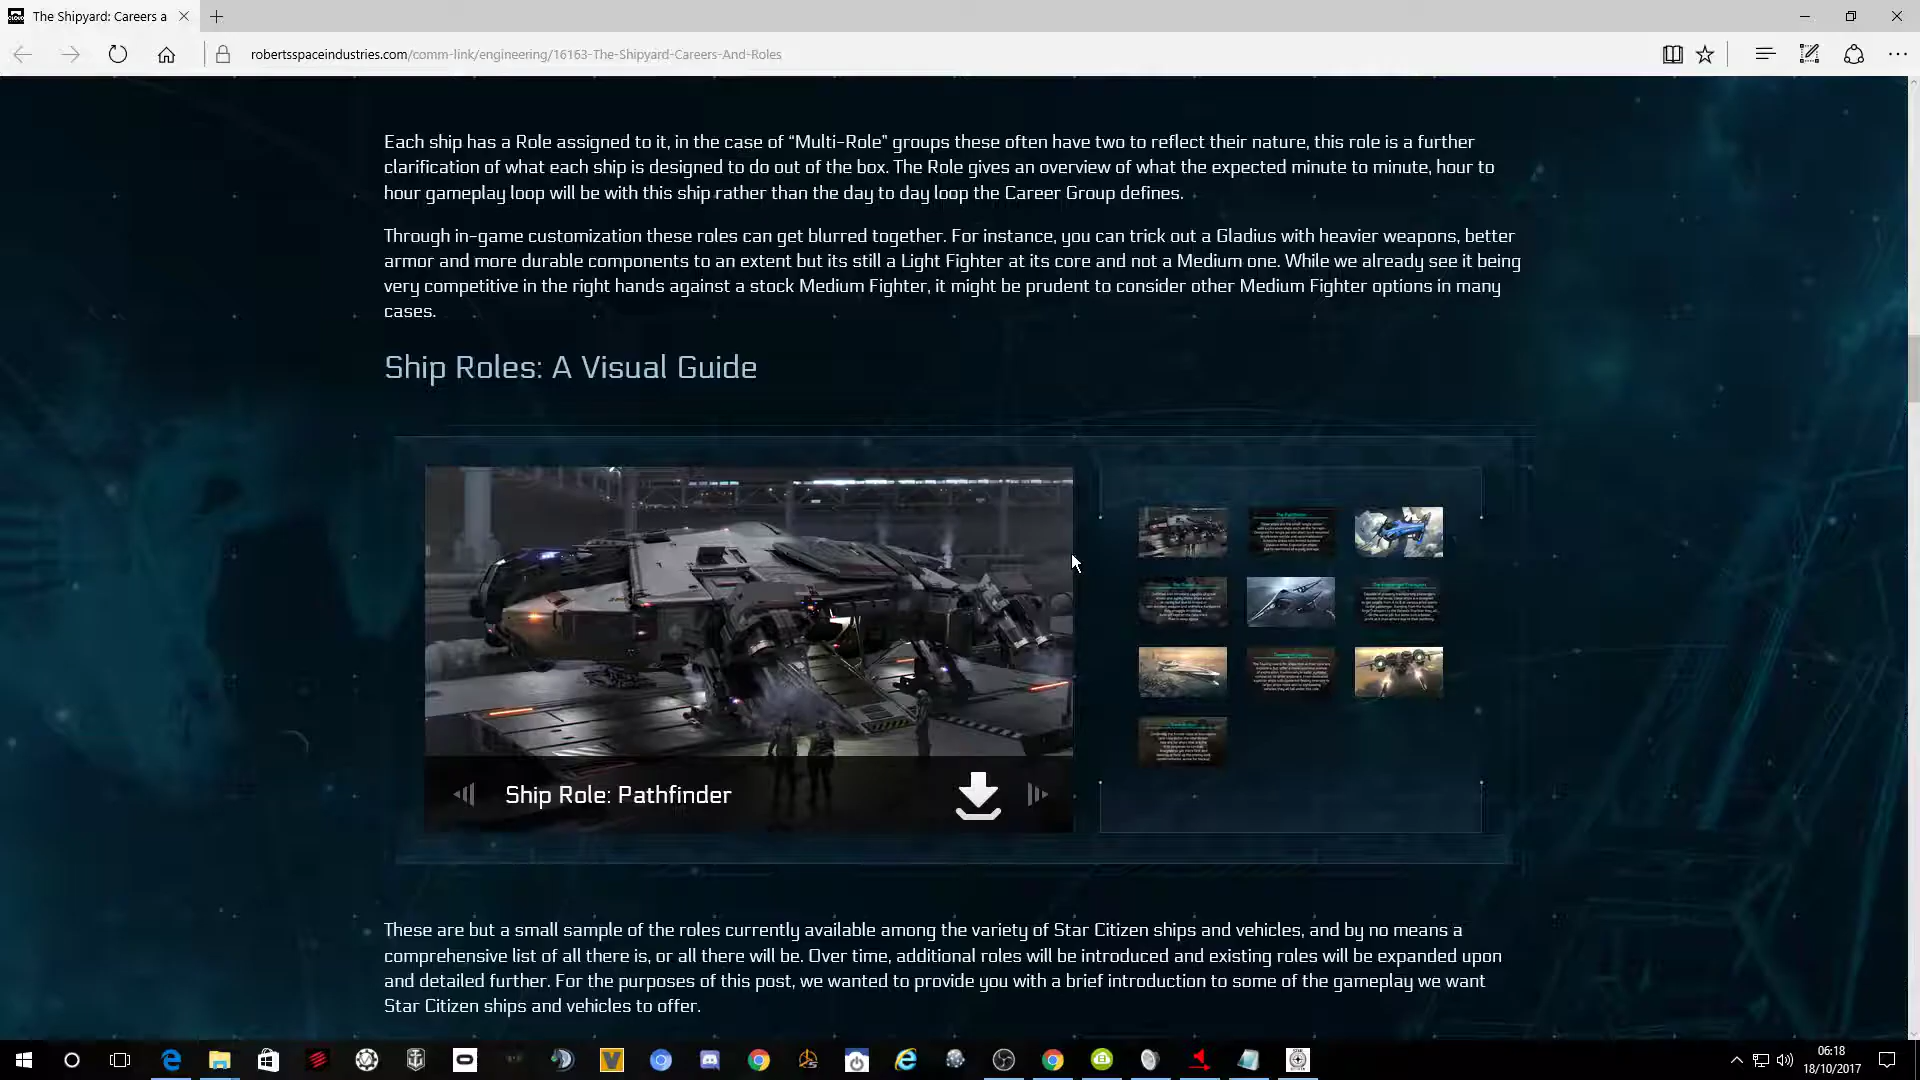 The Shipyard: Careers a
robertsspaceindustries.com/comm-link/engineering/16163-The-Shipyard-Careers-And-Roles
Each ship has a Role assigned to it, in the case of “Multi-Role” groups these often have two to reflect their nature, this role is a further
clarification of what each ship is designed to do out of the box. The Role gives an overview of what the expected minute to minute, hour to
hour gameplay loop will be with this ship rather than the day to day loop the Career Group defines.
Through in-game customization these roles can get blurred together. For instance, you can trick out a Gladius with heavier weapons, better
armor and more durable components to an extent but its still a Light Fighter at its core and not a Medium one. While we already see it being
very competitive in the right hands against a stock Medium Fighter, it might be prudent to consider other Medium Fighter options in many
cases.
Ship Roles: A Visual Guide
Ship Role: Pathfinder
These are but a small sample of the roles currently available among the variety of Star Citizen ships and vehicles, and by no means a
comprehensive list of all there is, or all there will be. Over time, additional roles will be introduced and existing roles will be expanded upon
and detailed further. For the purposes of this post, we wanted to provide you with a brief introduction to some of the gameplay we want
Star Citizen ships and vehicles to offer.
06:18
18/10/2017